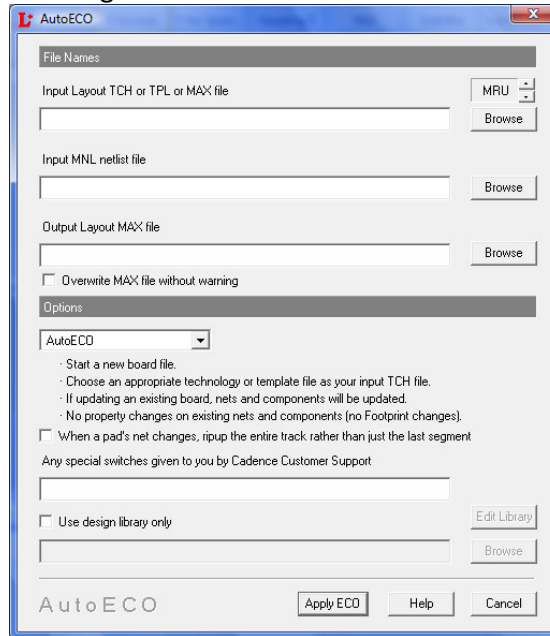 AutoECO
File Names
Input Layout TCH or TPL or MAX file
MRU
Browse
Input MNL netlist file
Browse
Output Layout MAX file
Browse
Overwrite MAX file without warning
Options
AutoECO
· Start a new board file.
· Choose an appropriate technology or template file as your input TCH file.
· If updating an existing board, nets and components will be updated.
· No property changes on existing nets and components (no Footprint changes).
When a pad's net changes, ripup the entire track rather than just the last segment
Any special switches given to you by Cadence Customer Support
Edit Library
Use design library only
Browse
AutoECO
Apply ECO
Help
Cancel